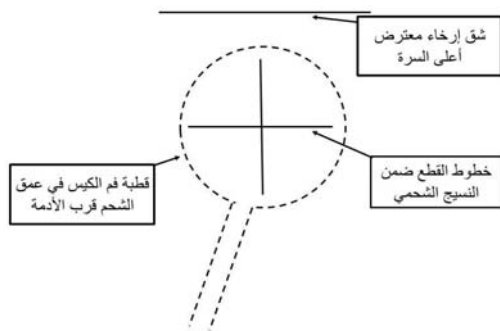 شق إرخاء معترض
أعلى السرة
خطوط القطع ضمن
النسيج الشحمي
قطبة فم الكيس في عمق
الشحم قرب الأدمة